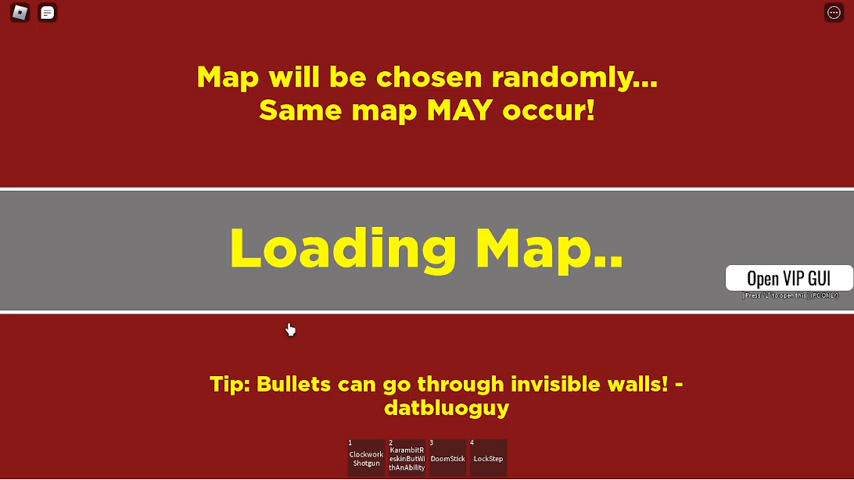 Map will be chosen randomly...
Same map MAY occur!
Loading Map..
Open VIP GUI
Tip: Bullets can go through invisible walls! -
datbluoguy
1
Clockwork
Shotgun
2
KarambitR
eskinButWi
thAnAbility
3
DoomStick
4
LockStep